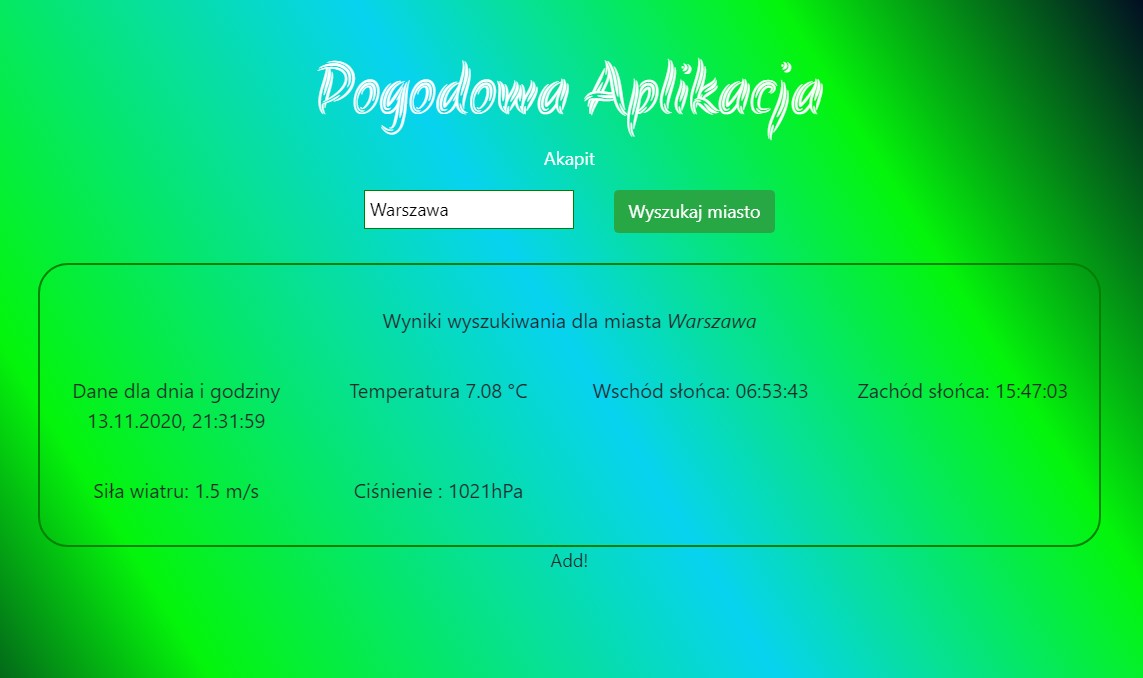 Pogodowa Aplikacja
Akapit
Warszawa
Wyszukaj miasto
Wyniki wyszukiwania dla miasta Warszawa
Dane dla dnia i godziny
13.11.2020, 21:31:59
Temperatura 7.08 °C
Wschód słońca: 06:53:43
Zachód słońca: 15:47:03
Siła wiatru: 1.5 m/s
Ciśnienie : 1021hPa
Add!